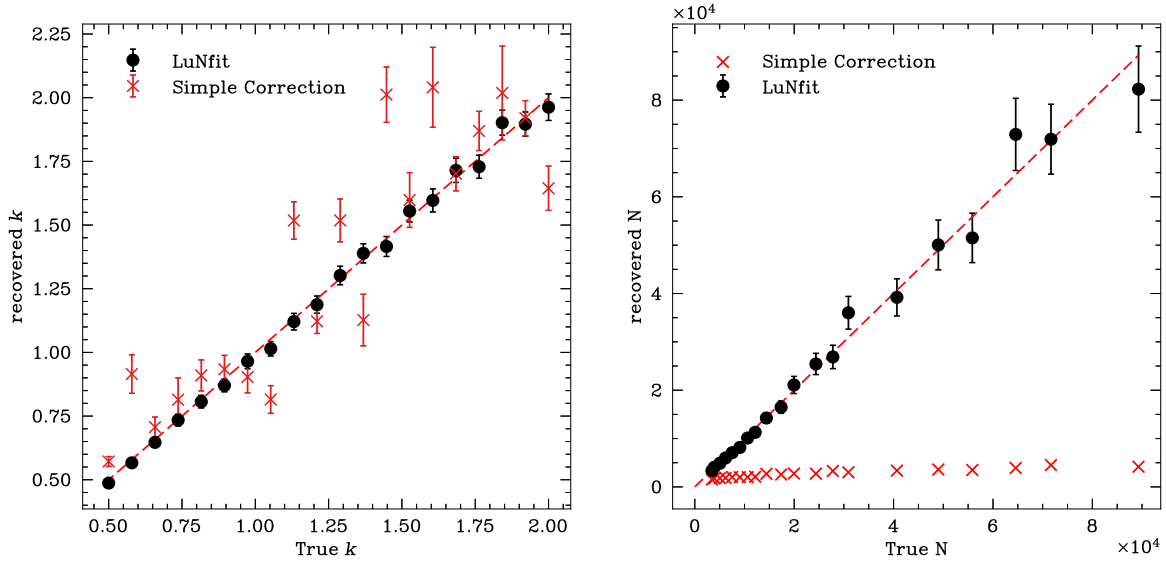 2.25
2.00
1.75
1.50
1.25
1.00
0.75
0.50
recovered k
LuNfit
Simple Correction
0.50 0.75 1.00 1.25 1.50 1.75 2.00
True k
×10⁴
8
6
4
2
0
recovered N
Simple Correction
LuNfit
0 2 4 6 8
True N
×10⁴